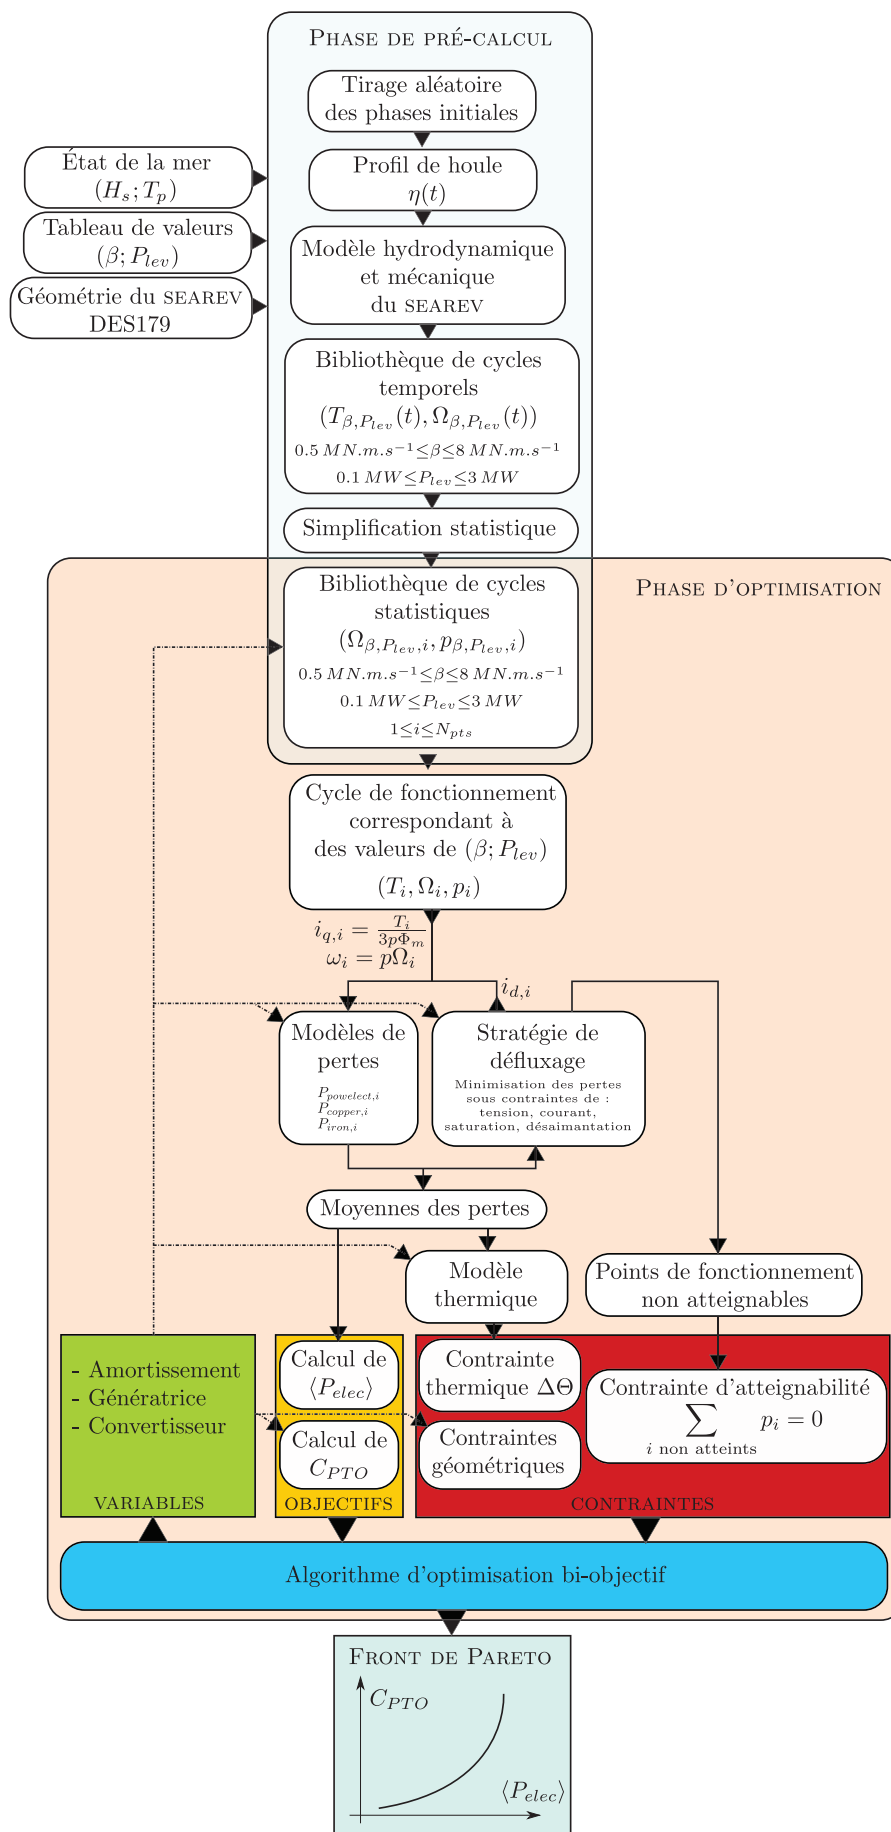 PHASE DE PRÉ-CALCUL
Tirage aléatoire
des phases initiales
État de la mer
(H_s; T_p)
Profil de houle
η(t)
Tableau de valeurs
(β; P_lev)
Modèle hydrodynamique
et mécanique
du SEAREV
Géométrie du SEAREV
DES179
Bibliothèque de cycles
temporels
(T_β,P_lev(t), Ω_β,P_lev(t))
0.5 MN.m.s⁻¹≤β≤8 MN.m.s⁻¹
0.1 MW≤P_lev≤3 MW
Simplification statistique
PHASE D'OPTIMISATION
Bibliothèque de cycles
statistiques
(Ω_β,P_lev,i, p_β,P_lev,i)
0.5 MN.m.s⁻¹≤β≤8 MN.m.s⁻¹
0.1 MW≤P_lev≤3 MW
1≤i≤N_pts
Cycle de fonctionnement
correspondant à
des valeurs de (β; P_lev)
(T_i, Ω_i, p_i)
i_q,i = T_i / 3pΦ_m
ω_i = pΩ_i
i_d,i
Modèles de
pertes
P_powelect,i
P_copper,i
P_iron,i
Stratégie de
défluxage
Minimisation des pertes
sous contraintes de :
tension, courant,
saturation, désaimantation
Moyennes des pertes
Modèle
thermique
Points de fonctionnement
non atteignables
- Amortissement
- Génératrice
- Convertisseur
VARIABLES
Calcul de
⟨P_elec⟩
Calcul de
C_PTO
OBJECTIFS
Contrainte
thermique ΔΘ
Contraintes
géométriques
Contrainte d'atteignabilité
∑ p_i = 0
i non atteints
CONTRAINTES
Algorithme d'optimisation bi-objectif
FRONT DE PARETO
C_PTO
⟨P_elec⟩